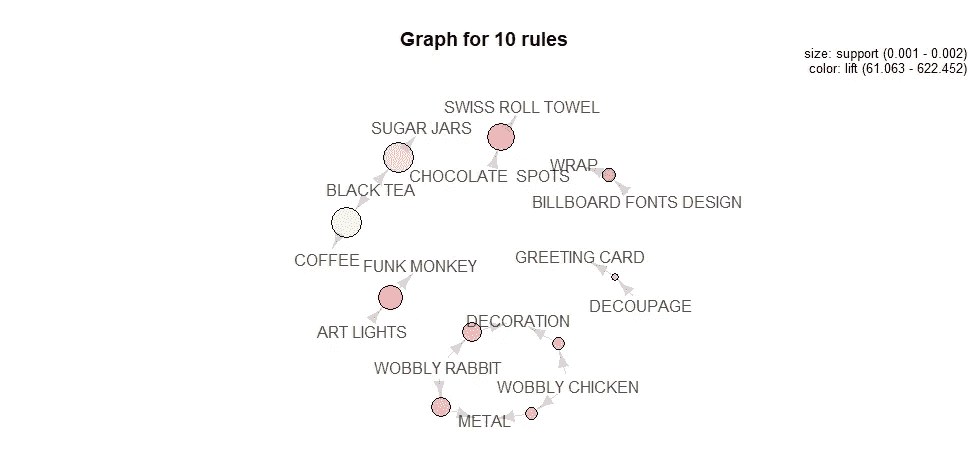 Graph for 10 rules
size: support (0.001 - 0.002)
color: lift (61.063 - 622.452)
SWISS ROLL TOWEL
SUGAR JARS
WRAP
CHOCOLATE  SPOTS
BLACK TEA
BILLBOARD FONTS DESIGN
COFFEE
FUNK MONKEY
GREETING CARD
DECOUPAGE
ART LIGHTS
DECORATION
WOBBLY RABBIT
WOBBLY CHICKEN
METAL